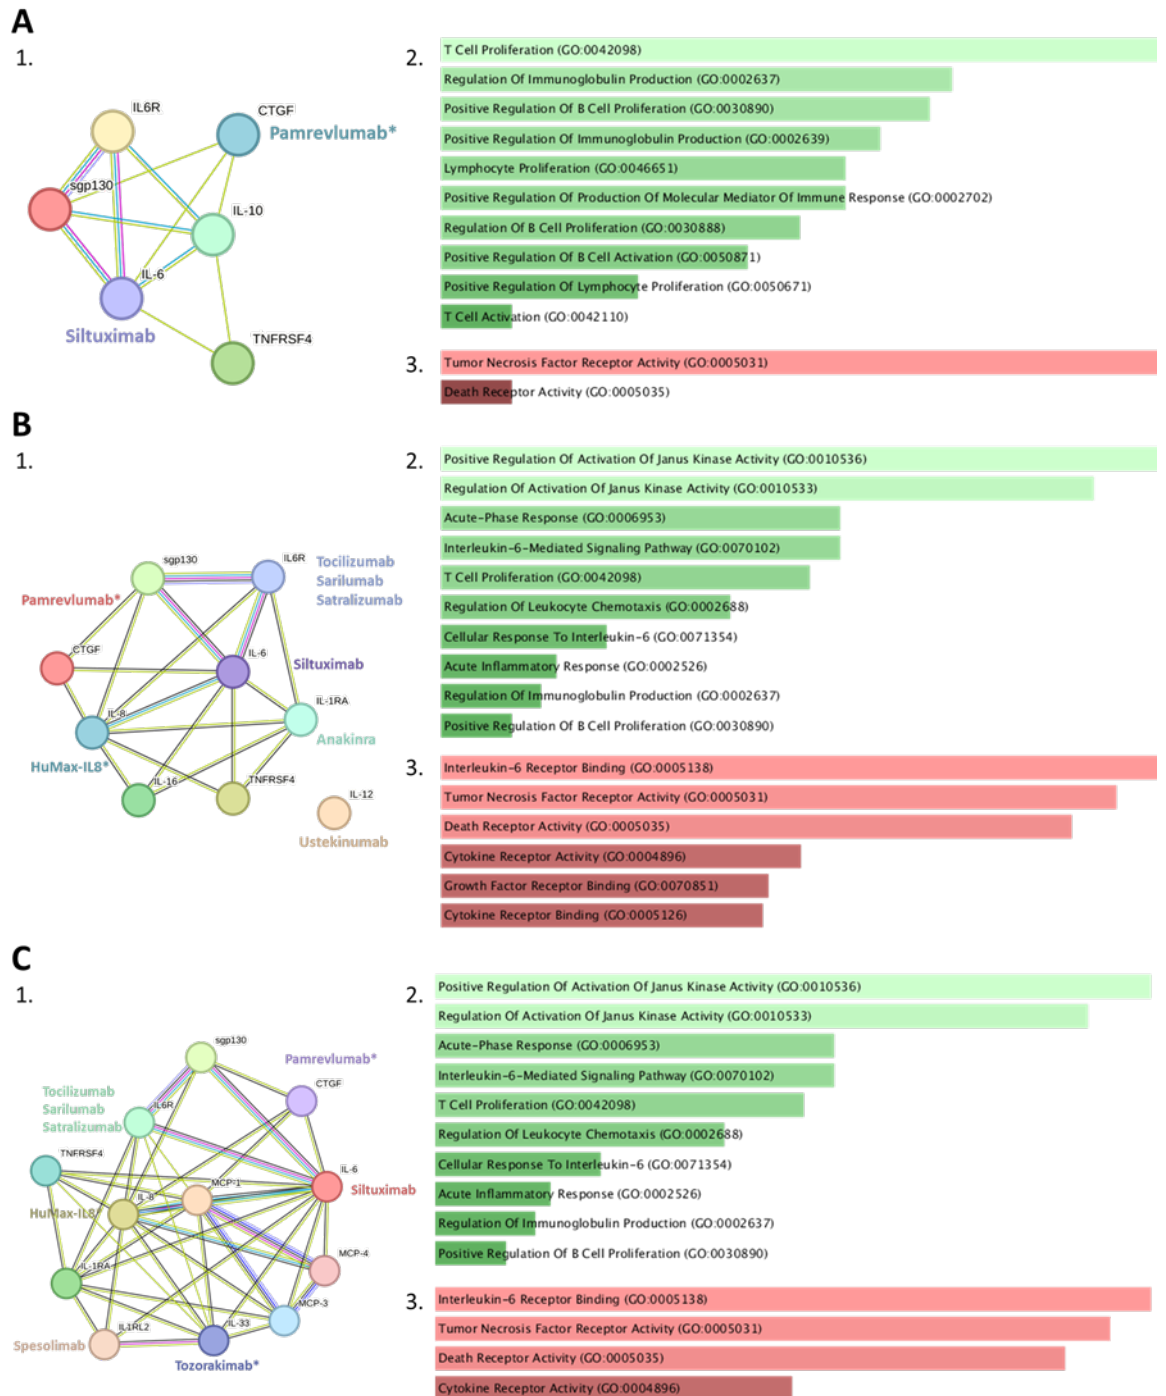 A
1.
IL6R
CTGF
Pamrevlumab*
sgp130
IL-10
IL-6
Siltuximab
TNFRSF4
2.
T Cell Proliferation (GO:0042098)
Regulation Of Immunoglobulin Production (GO:0002637)
Positive Regulation Of B Cell Proliferation (GO:0030890)
Positive Regulation Of Immunoglobulin Production (GO:0002639)
Lymphocyte Proliferation (GO:0046651)
Positive Regulation Of Production Of Molecular Mediator Of Immune Response (GO:0002702)
Regulation Of B Cell Proliferation (GO:0030888)
Positive Regulation Of B Cell Activation (GO:0050871)
Positive Regulation Of Lymphocyte Proliferation (GO:0050671)
T Cell Activation (GO:0042110)
3.
Tumor Necrosis Factor Receptor Activity (GO:0005031)
Death Receptor Activity (GO:0005035)
B
1.
sgp130
IL6R
Tocilizumab
Sarilumab
Satralizumab
Pamrevlumab*
CTGF
IL-6
Siltuximab
IL-8
IL-1RA
Anakinra
HuMax-IL8*
IL-16
TNFRSF4
IL-12
Ustekinumab
2.
Positive Regulation Of Activation Of Janus Kinase Activity (GO:0010536)
Regulation Of Activation Of Janus Kinase Activity (GO:0010533)
Acute-Phase Response (GO:0006953)
Interleukin-6-Mediated Signaling Pathway (GO:0070102)
T Cell Proliferation (GO:0042098)
Regulation Of Leukocyte Chemotaxis (GO:0002688)
Cellular Response To Interleukin-6 (GO:0071354)
Acute Inflammatory Response (GO:0002526)
Regulation Of Immunoglobulin Production (GO:0002637)
Positive Regulation Of B Cell Proliferation (GO:0030890)
3.
Interleukin-6 Receptor Binding (GO:0005138)
Tumor Necrosis Factor Receptor Activity (GO:0005031)
Death Receptor Activity (GO:0005035)
Cytokine Receptor Activity (GO:0004896)
Growth Factor Receptor Binding (GO:0070851)
Cytokine Receptor Binding (GO:0005126)
C
1.
sgp130
Pamrevlumab*
CTGF
Tocilizumab
Sarilumab
Satralizumab
IL6R
TNFRSF4
IL-6
Siltuximab
MCP-1
IL-8
HuMax-IL8*
MCP-4
IL-1RA
MCP-3
IL1RL2
IL-33
Spesolimab
Tozorakimab*
2.
Positive Regulation Of Activation Of Janus Kinase Activity (GO:0010536)
Regulation Of Activation Of Janus Kinase Activity (GO:0010533)
Acute-Phase Response (GO:0006953)
Interleukin-6-Mediated Signaling Pathway (GO:0070102)
T Cell Proliferation (GO:0042098)
Regulation Of Leukocyte Chemotaxis (GO:0002688)
Cellular Response To Interleukin-6 (GO:0071354)
Acute Inflammatory Response (GO:0002526)
Regulation Of Immunoglobulin Production (GO:0002637)
Positive Regulation Of B Cell Proliferation (GO:0030890)
3.
Interleukin-6 Receptor Binding (GO:0005138)
Tumor Necrosis Factor Receptor Activity (GO:0005031)
Death Receptor Activity (GO:0005035)
Cytokine Receptor Activity (GO:0004896)